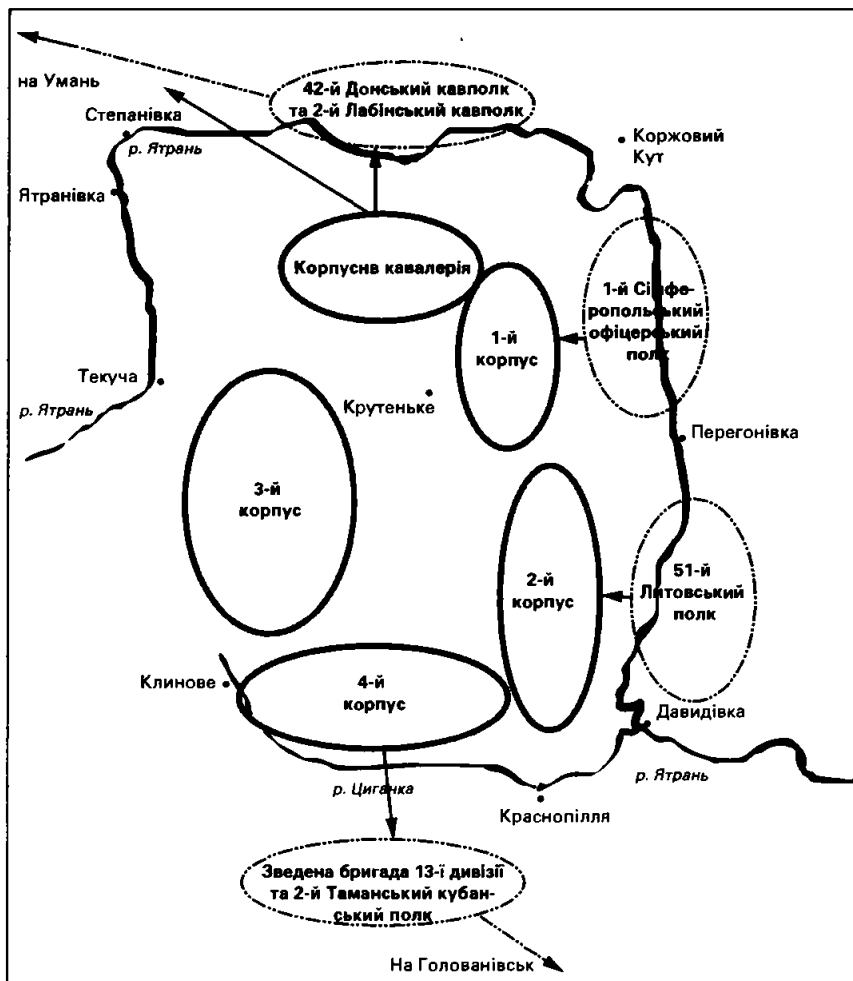 на Умань
42-й Донський кавполк
та 2-й Лабінський кавполк
Степанівка
р. Ятрань
Коржовий
Кут
Ятранівка
Корпуснв кавалерія
1-й Сімфе-
ропольський
офіцерський
полк
1-й
корпус
Текуча
Крутеньке
р. Ятрань
Перегонівка
3-й
корпус
51-й
Литовський
полк
2-й
корпус
Клинове
4-й
корпус
Давидівка
р. Ятрань
р. Циганка
Краснопілля
Зведена бригада 13-ї дивізії
та 2-й Таманський кубан-
ський полк
На Голованівськ